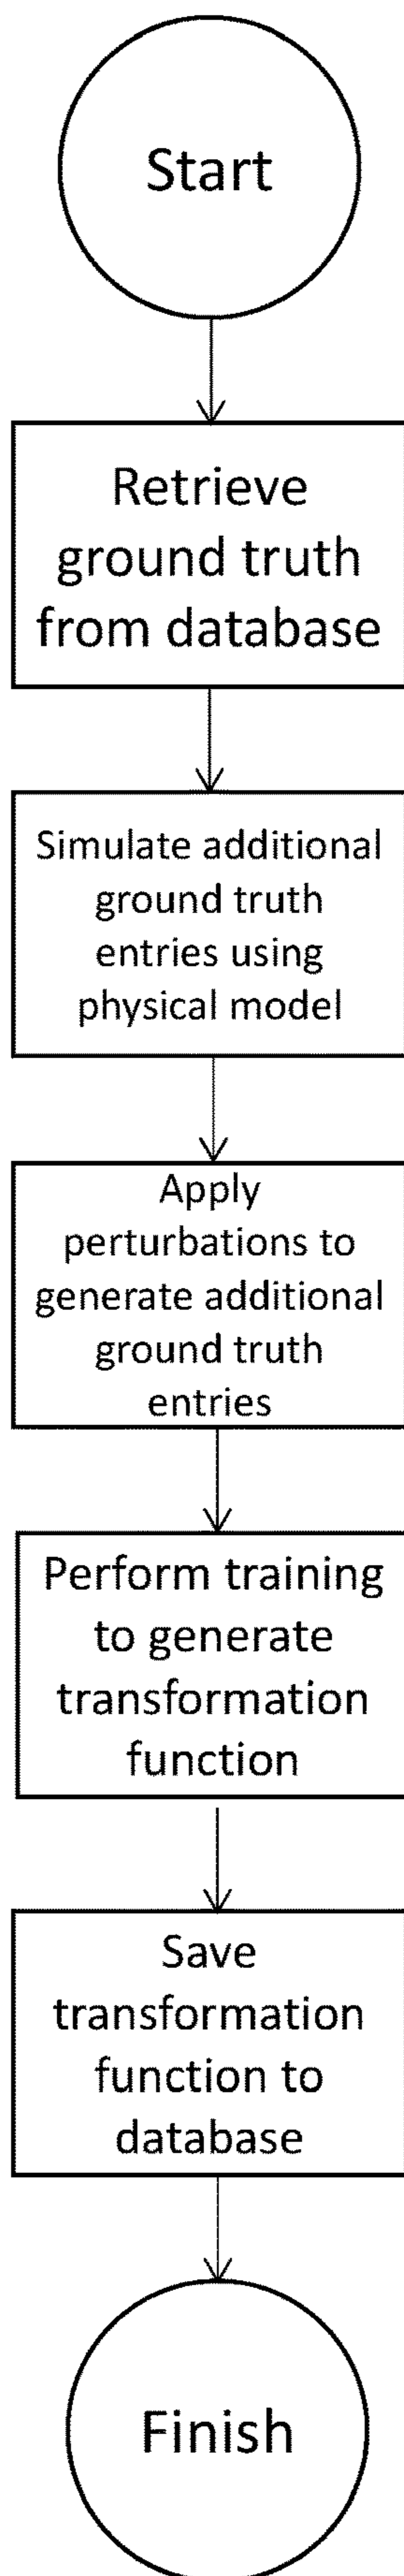 Start
Retrieve
ground truth
from database
Simulate additional
ground truth
entries using
physical model
Apply
perturbations to
generate additional
ground truth
entries
Perform training
to generate
transformation
function
Save
transformation
function to
database
Finish